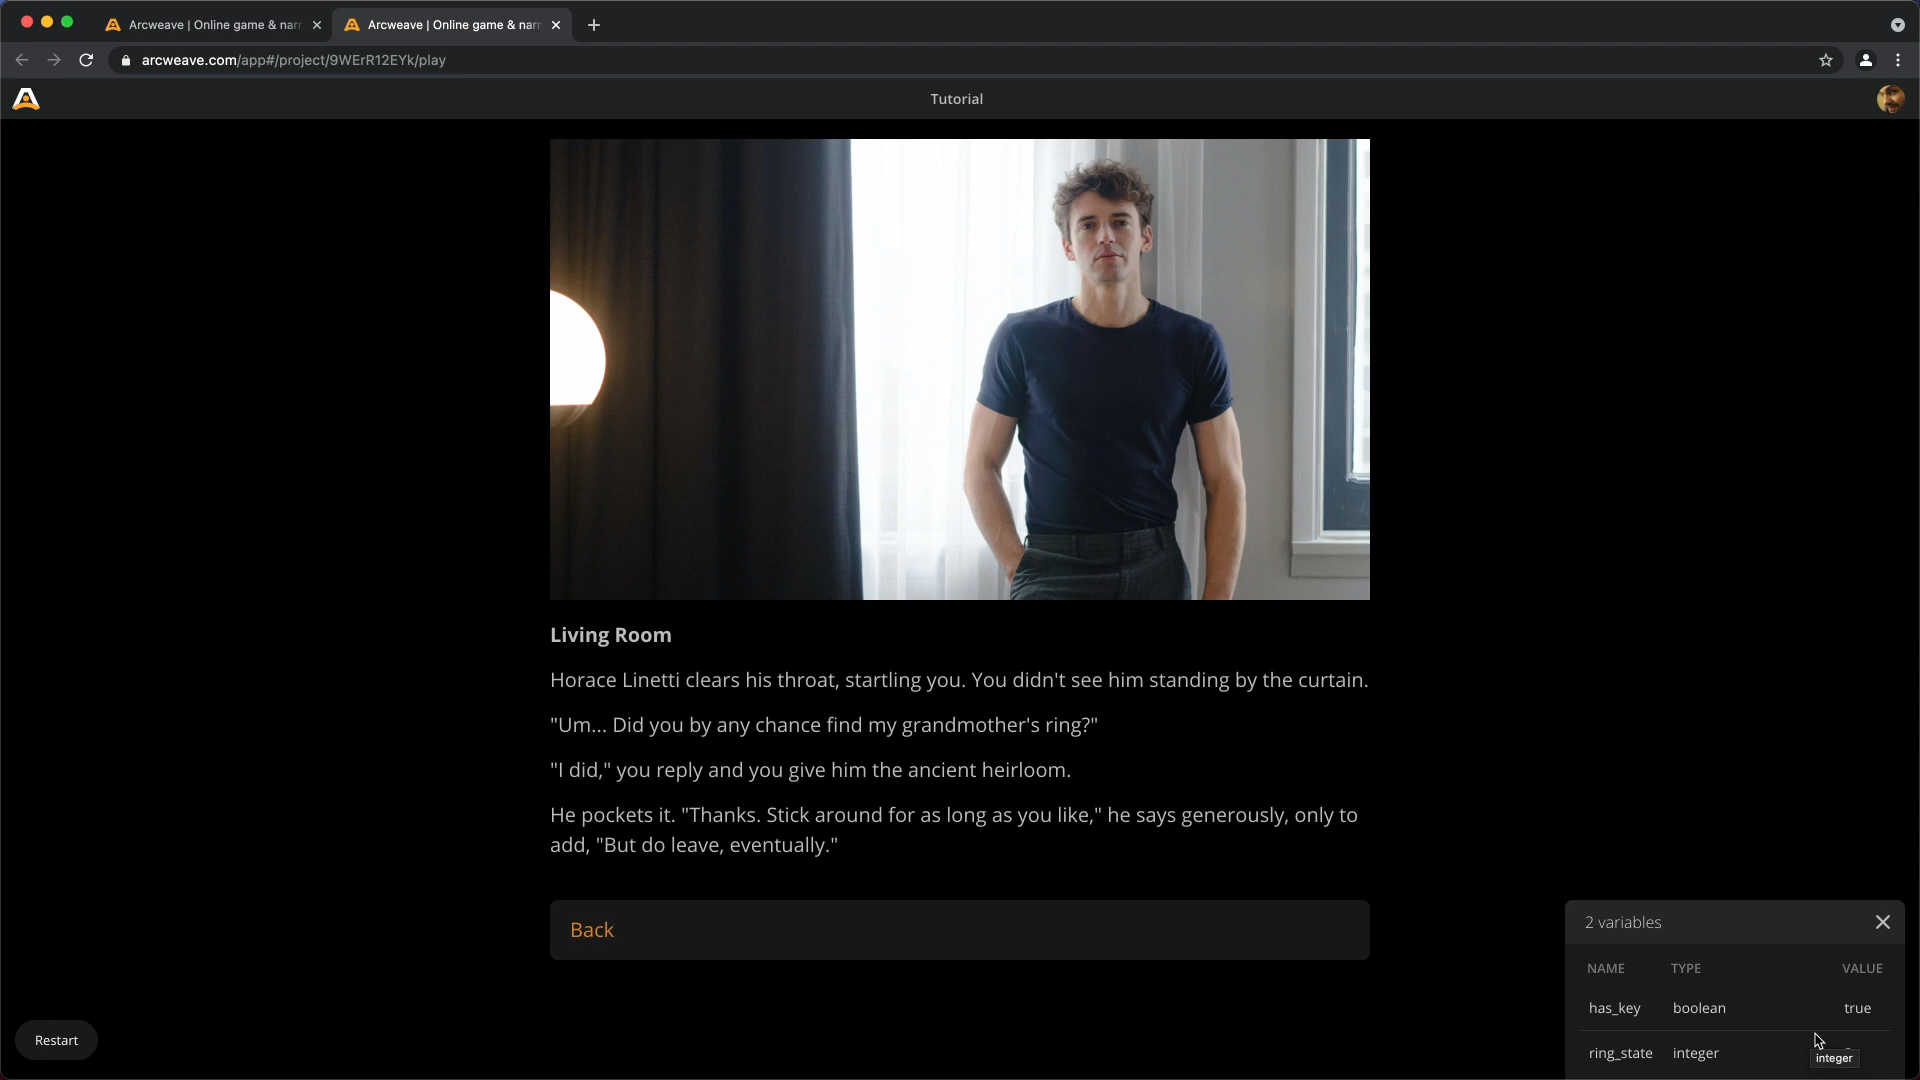 Arcweave | Online game & nar
Arcweave | Online game & nar
arcweave.com/app#/project/9WErR12EYk/play
Tutorial
Living Room
Horace Linetti clears his throat, startling you. You didn't see him standing by the curtain.
"Um... Did you by any chance find my grandmother's ring?"
"I did," you reply and you give him the ancient heirloom.
He pockets it. "Thanks. Stick around for as long as you like," he says generously, only to
add, "But do leave, eventually."
Back
Restart
2 variables
NAME TYPE VALUE
has_key boolean true
ring_state integer
integer